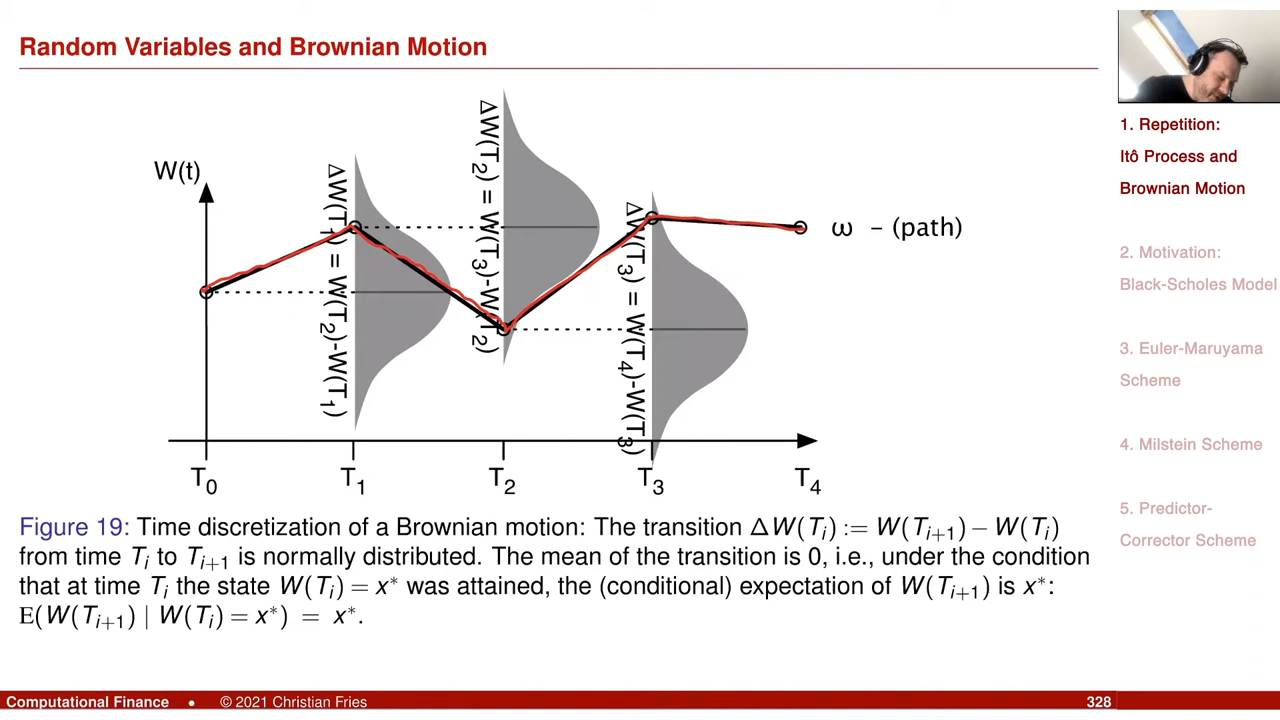 Random Variables and Brownian Motion
W(t)
ΔW(T₁) = W(T₂)-W(T₁)
ΔW(T₂) = W(T₃)-W(T₂)
ΔW(T₃) = W(T₄)-W(T₃)
ω – (path)
T₀ T₁ T₂ T₃ T₄
Figure 19: Time discretization of a Brownian motion: The transition ΔW(Tᵢ) := W(Tᵢ₊₁) − W(Tᵢ)
from time Tᵢ to Tᵢ₊₁ is normally distributed. The mean of the transition is 0, i.e., under the condition
that at time Tᵢ the state W(Tᵢ) = x* was attained, the (conditional) expectation of W(Tᵢ₊₁) is x*:
E(W(Tᵢ₊₁) | W(Tᵢ) = x*) = x*.
1. Repetition:
Itô Process and
Brownian Motion
2. Motivation:
Black-Scholes Model
3. Euler-Maruyama
Scheme
4. Milstein Scheme
5. Predictor-
Corrector Scheme
Computational Finance • © 2021 Christian Fries 328